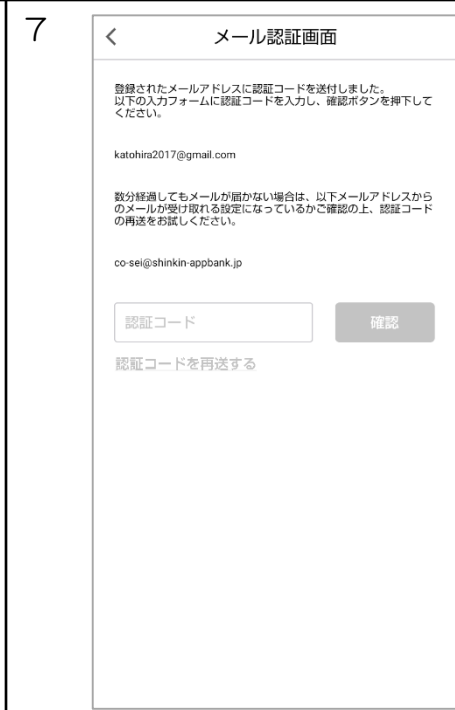 7
メール認証画面
登録されたメールアドレスに認証コードを送付しました。
以下の入力フォームに認証コードを入力し、確認ボタンを押下して
ください。
katohira2017@gmail.com
数分経過してもメールが届かない場合は、以下メールアドレスから
のメールが受け取れる設定になっているかご確認の上、認証コード
の再送をお試しください。
co-sei@shinkin-appbank.jp
認証コード 確認
認証コードを再送する